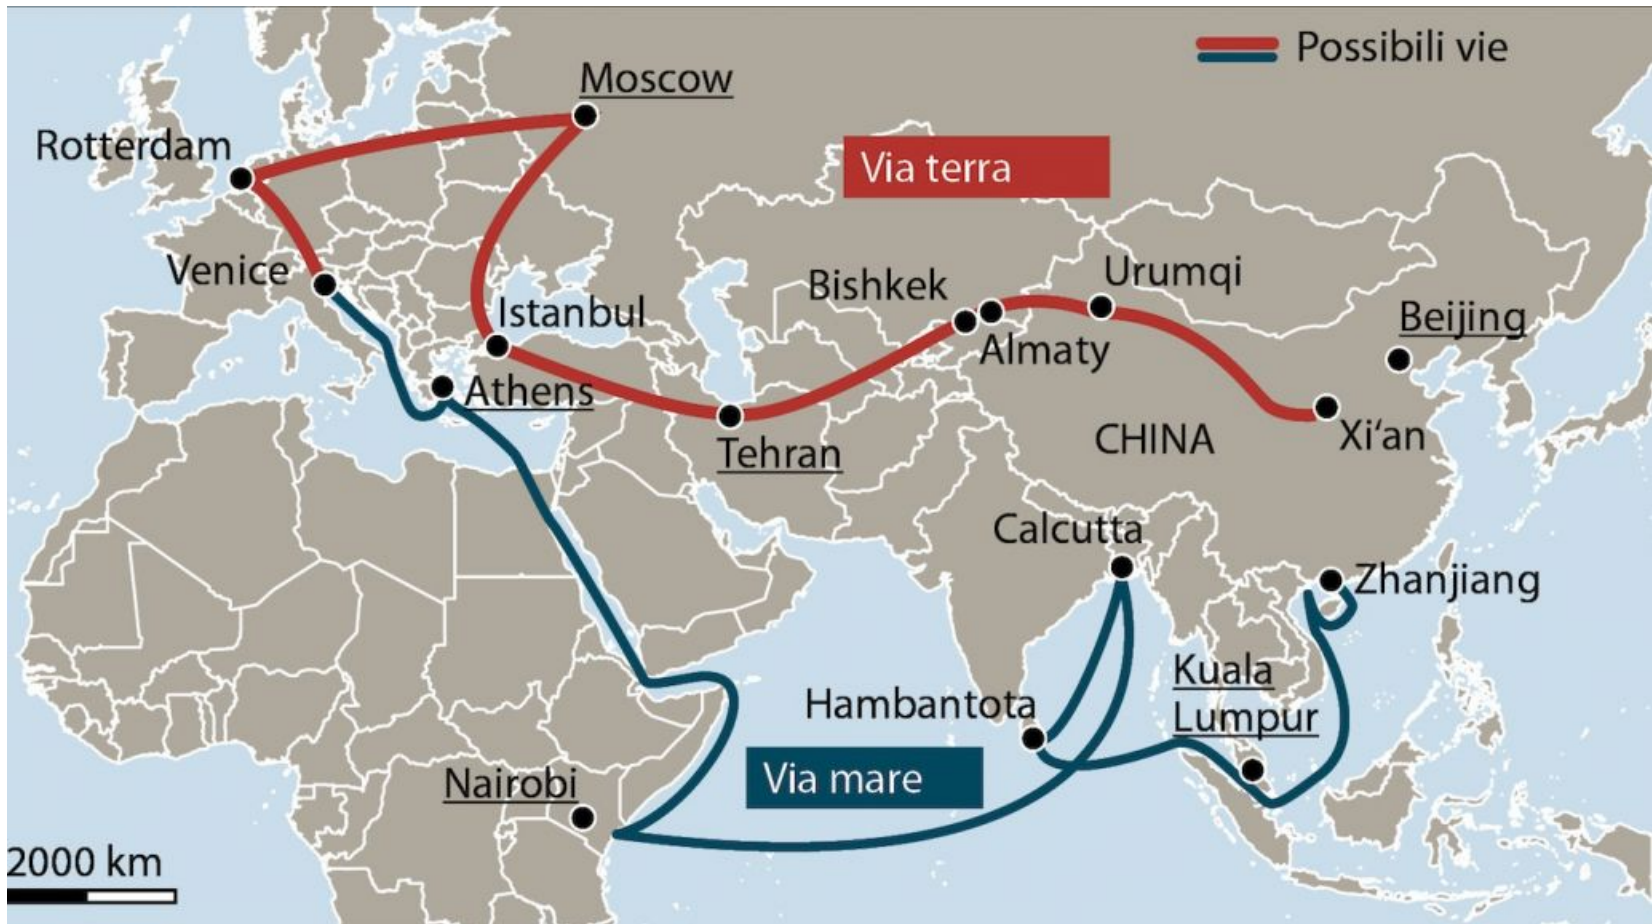 Possibili vie
Moscow
Rotterdam
Via terra
Venice
Istanbul
Bishkek
Urumqi
Beijing
Almaty
Athens
Tehran
CHINA
Xi‘an
Calcutta
Zhanjiang
Kuala
Lumpur
Hambantota
Via mare
Nairobi
2000 km